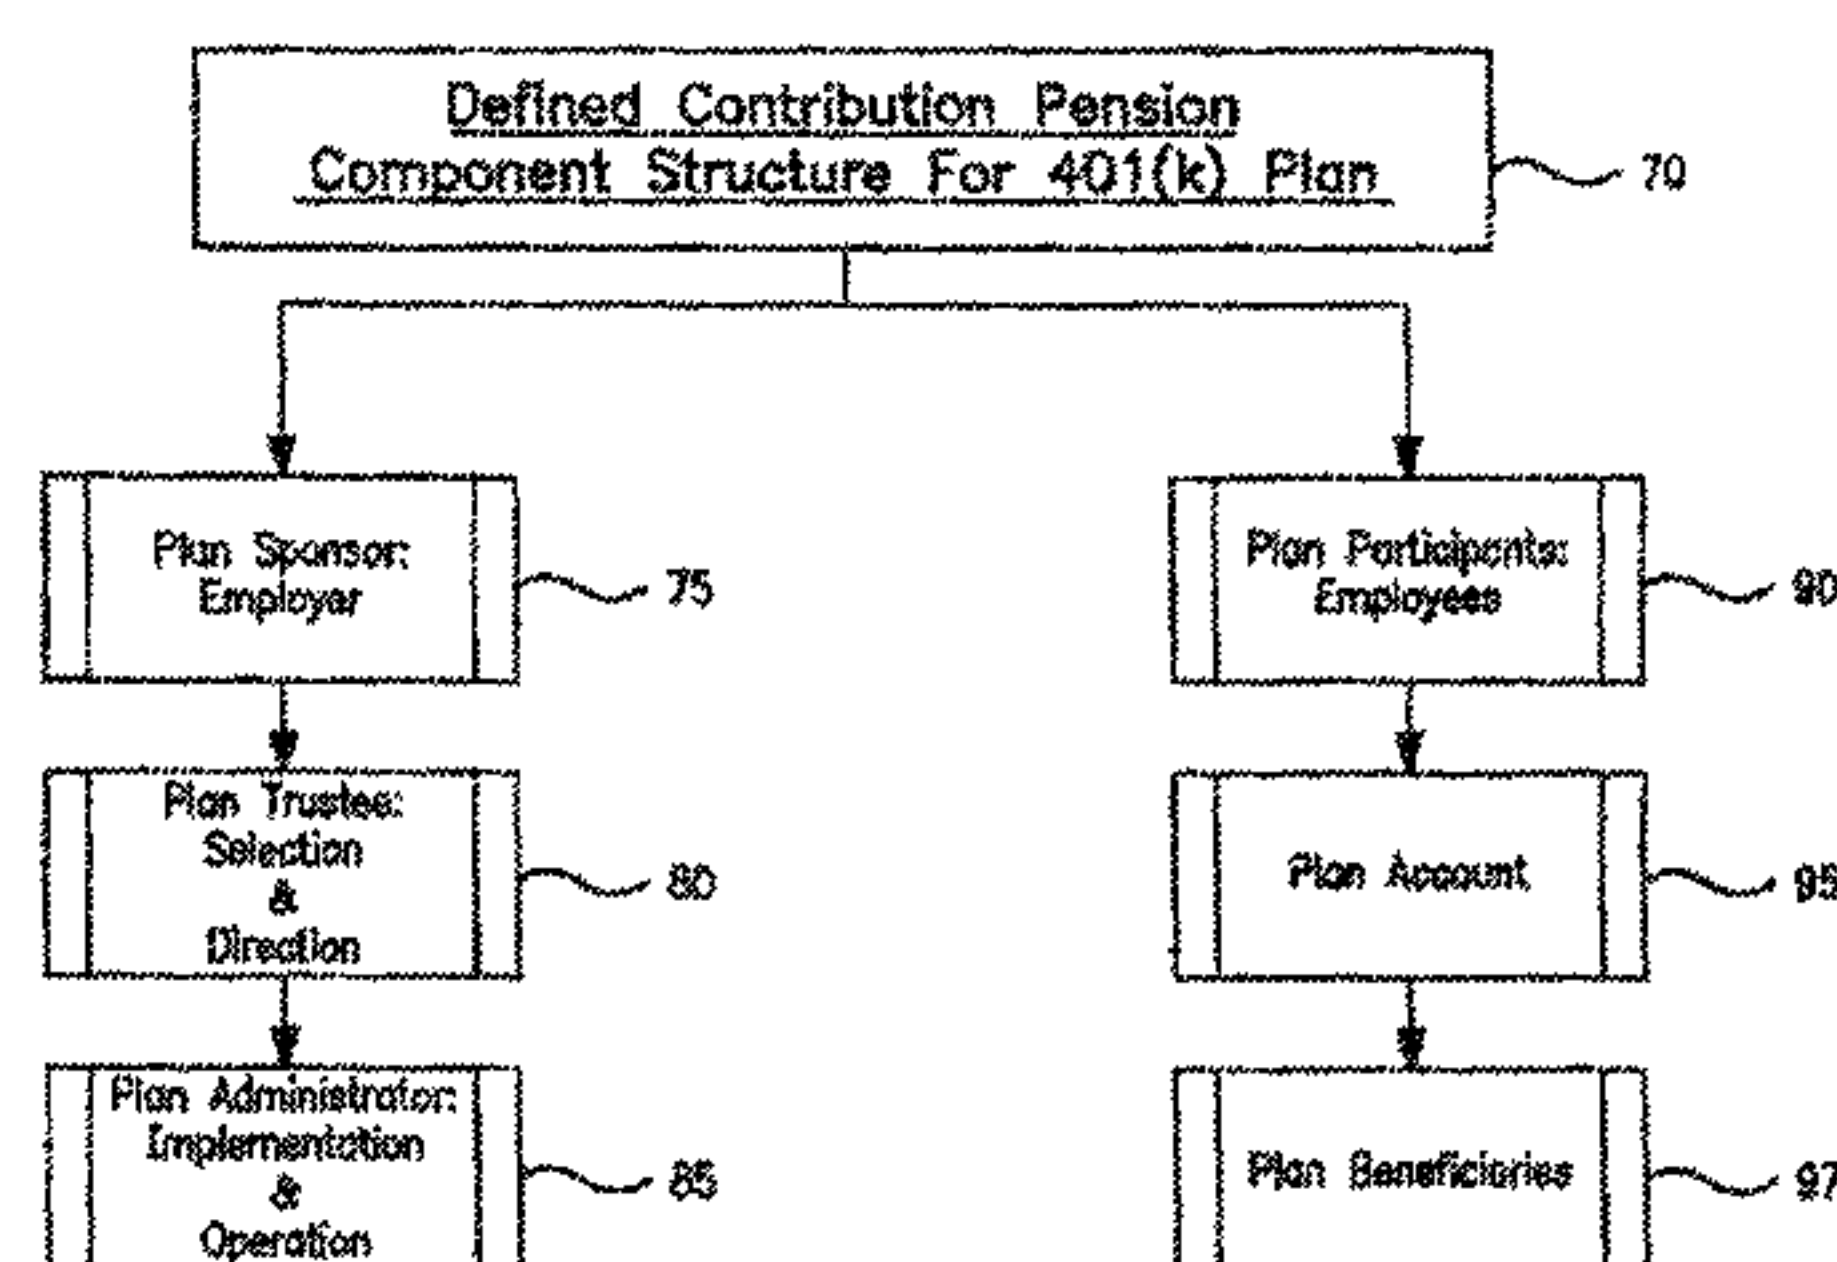 Defined Contribution Pension
Component Structure For 401(k) Plan
70
Plan Sponsor:
Employer
75
Plan Participants:
Employees
90
Plan Trustee:
Selection
&
Direction
80
Plan Account
95
Plan Administrator:
Implementation
&
Operation
85
Plan Beneficiaries
97